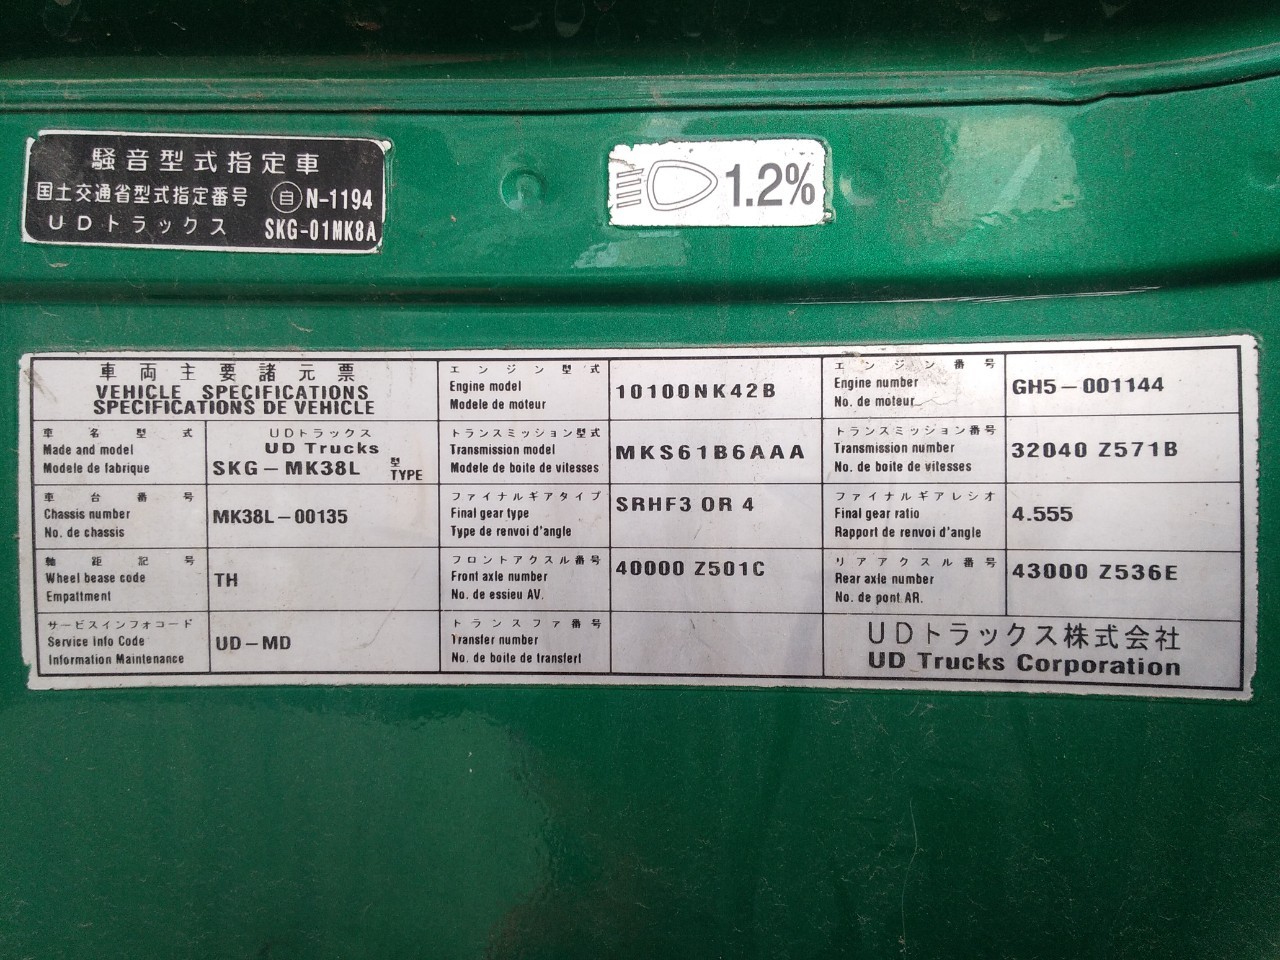 騒音型式指定車
国土交通省型式指定番号 自 N-1194
UDトラックス SKG-01MK8A
1.2%
車両主要諸元票
VEHICLE SPECIFICATIONS
SPECIFICATIONS DE VEHICLE
エンジン型式
Engine model
Modele de moteur
10100NK42B
エンジン番号
Engine number
No. de moteur
GH5-001144
車名型式
Made and model
Modele de fabrique
UDトラックス
UD Trucks
SKG-MK38L 型 TYPE
トランスミッション型式
Transmission model
Modele de boite de vitesses
MKS61B6AAA
トランスミッション番号
Transmission number
No. de boite de vitesses
32040 Z571B
車台番号
Chassis number
No. de chassis
MK38L-00135
ファイナルギアタイプ
Final gear type
Type de renvoi d'angle
SRHF3 OR 4
ファイナルギアレシオ
Final gear ratio
Rapport de renvoi d'angle
4.555
軸距記号
Wheel bease code
Empattment
TH
フロントアクスル番号
Front axle number
No. de essieu AV.
40000 Z501C
リアアクスル番号
Rear axle number
No. de pont AR.
43000 Z536E
サービスインフォコード
Service Info Code
Information Maintenance
UD-MD
トランスファ番号
Transfer number
No. de boite de transferl
UDトラックス株式会社
UD Trucks Corporation